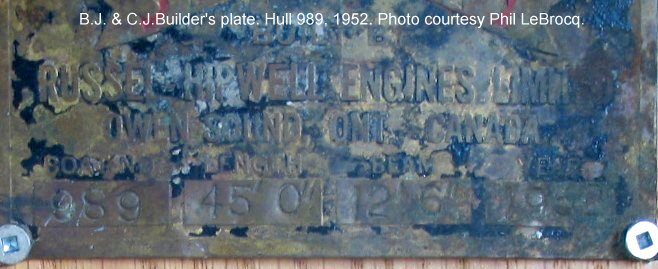 B.J. & C.J.Builder's plate. Hull 989, 1952. Photo courtesy Phil LeBrocq.
RUSSEL HIPWELL ENGINES LIMITED
OWEN SOUND, ONT. CANADA
BOAT NO. LENGTH BEAM YEAR
989 45' 0" 12' 6" 1952